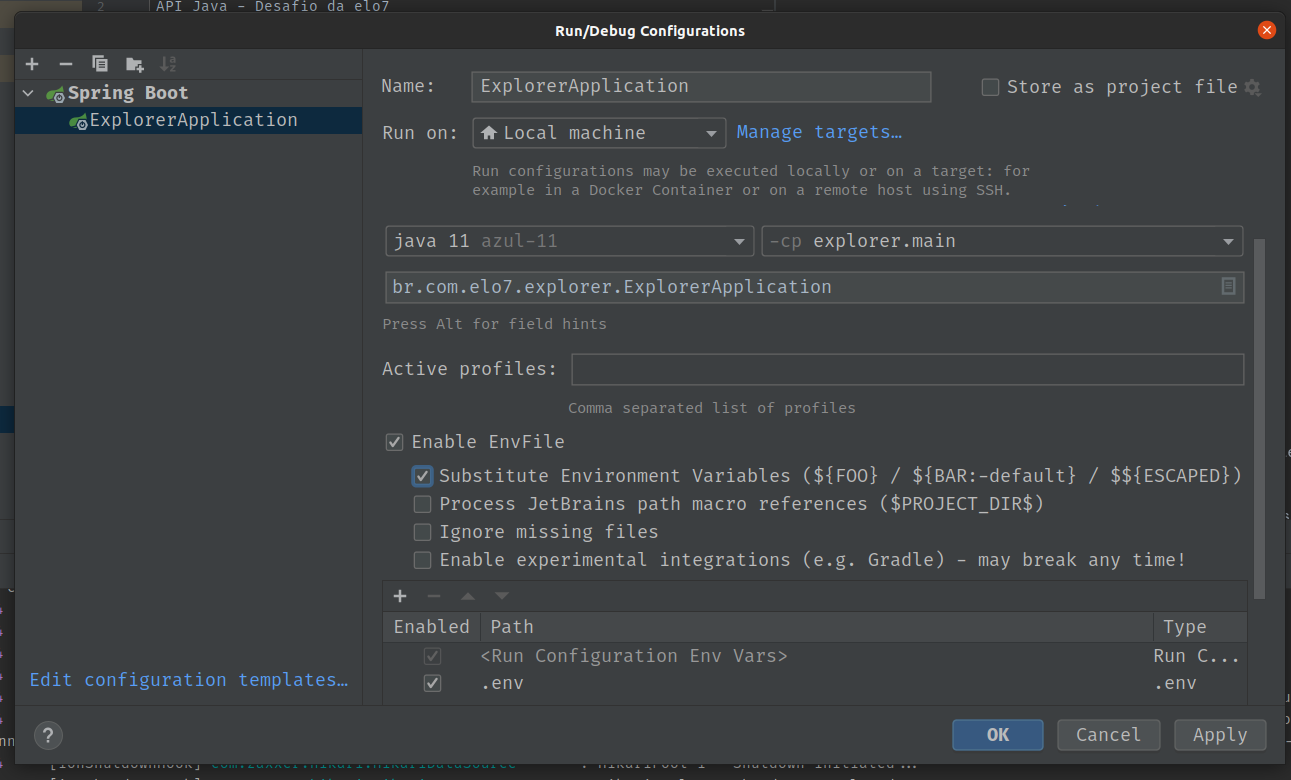 2 API Java - Desafio da elo7
Run/Debug Configurations
Spring Boot
ExplorerApplication
Name: ExplorerApplication
Store as project file
Run on: Local machine Manage targets…
Run configurations may be executed locally or on a target: for
example in a Docker Container or on a remote host using SSH.
java 11 azul-11 -cp explorer.main
br.com.elo7.explorer.ExplorerApplication
Press Alt for field hints
Active profiles:
Comma separated list of profiles
Enable EnvFile
Substitute Environment Variables (${FOO} / ${BAR:-default} / $${ESCAPED})
Process JetBrains path macro references ($PROJECT_DIR$)
Ignore missing files
Enable experimental integrations (e.g. Gradle) - may break any time!
Enabled Path Type
<Run Configuration Env Vars> Run C...
.env .env
Edit configuration templates…
?
OK Cancel Apply